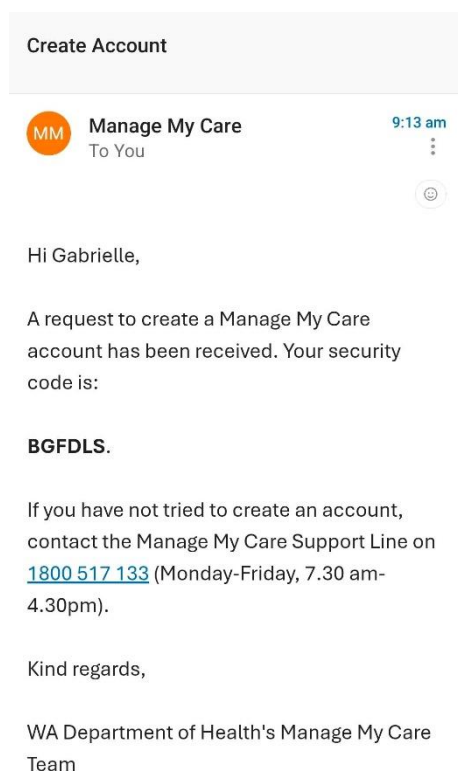 Create Account
MM
Manage My Care
9:13 am
To You
Hi Gabrielle,
A request to create a Manage My Care
account has been received. Your security
code is:
BGFDLS.
If you have not tried to create an account,
contact the Manage My Care Support Line on
1800 517 133 (Monday-Friday, 7.30 am-
4.30pm).
Kind regards,
WA Department of Health's Manage My Care
Team